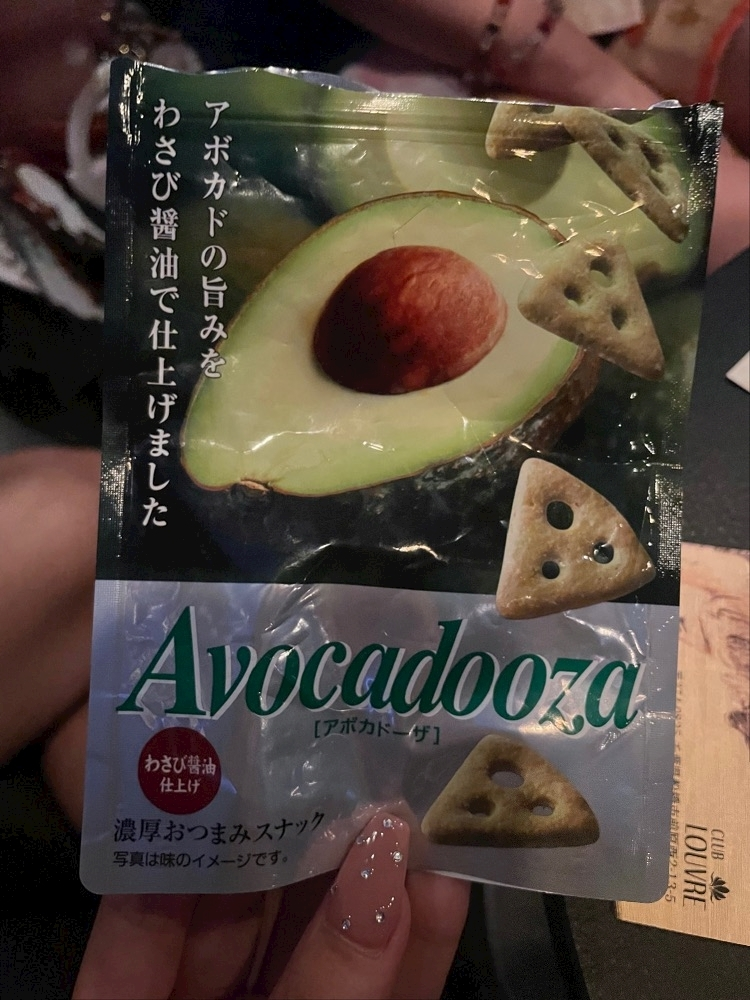 アボカドの旨みを
わさび醤油で仕上げました
Avocadooza
[アボカドーザ]
わさび醤油
仕上げ
濃厚おつまみスナック
写真は味のイメージです。
CLUB
LOUVRE